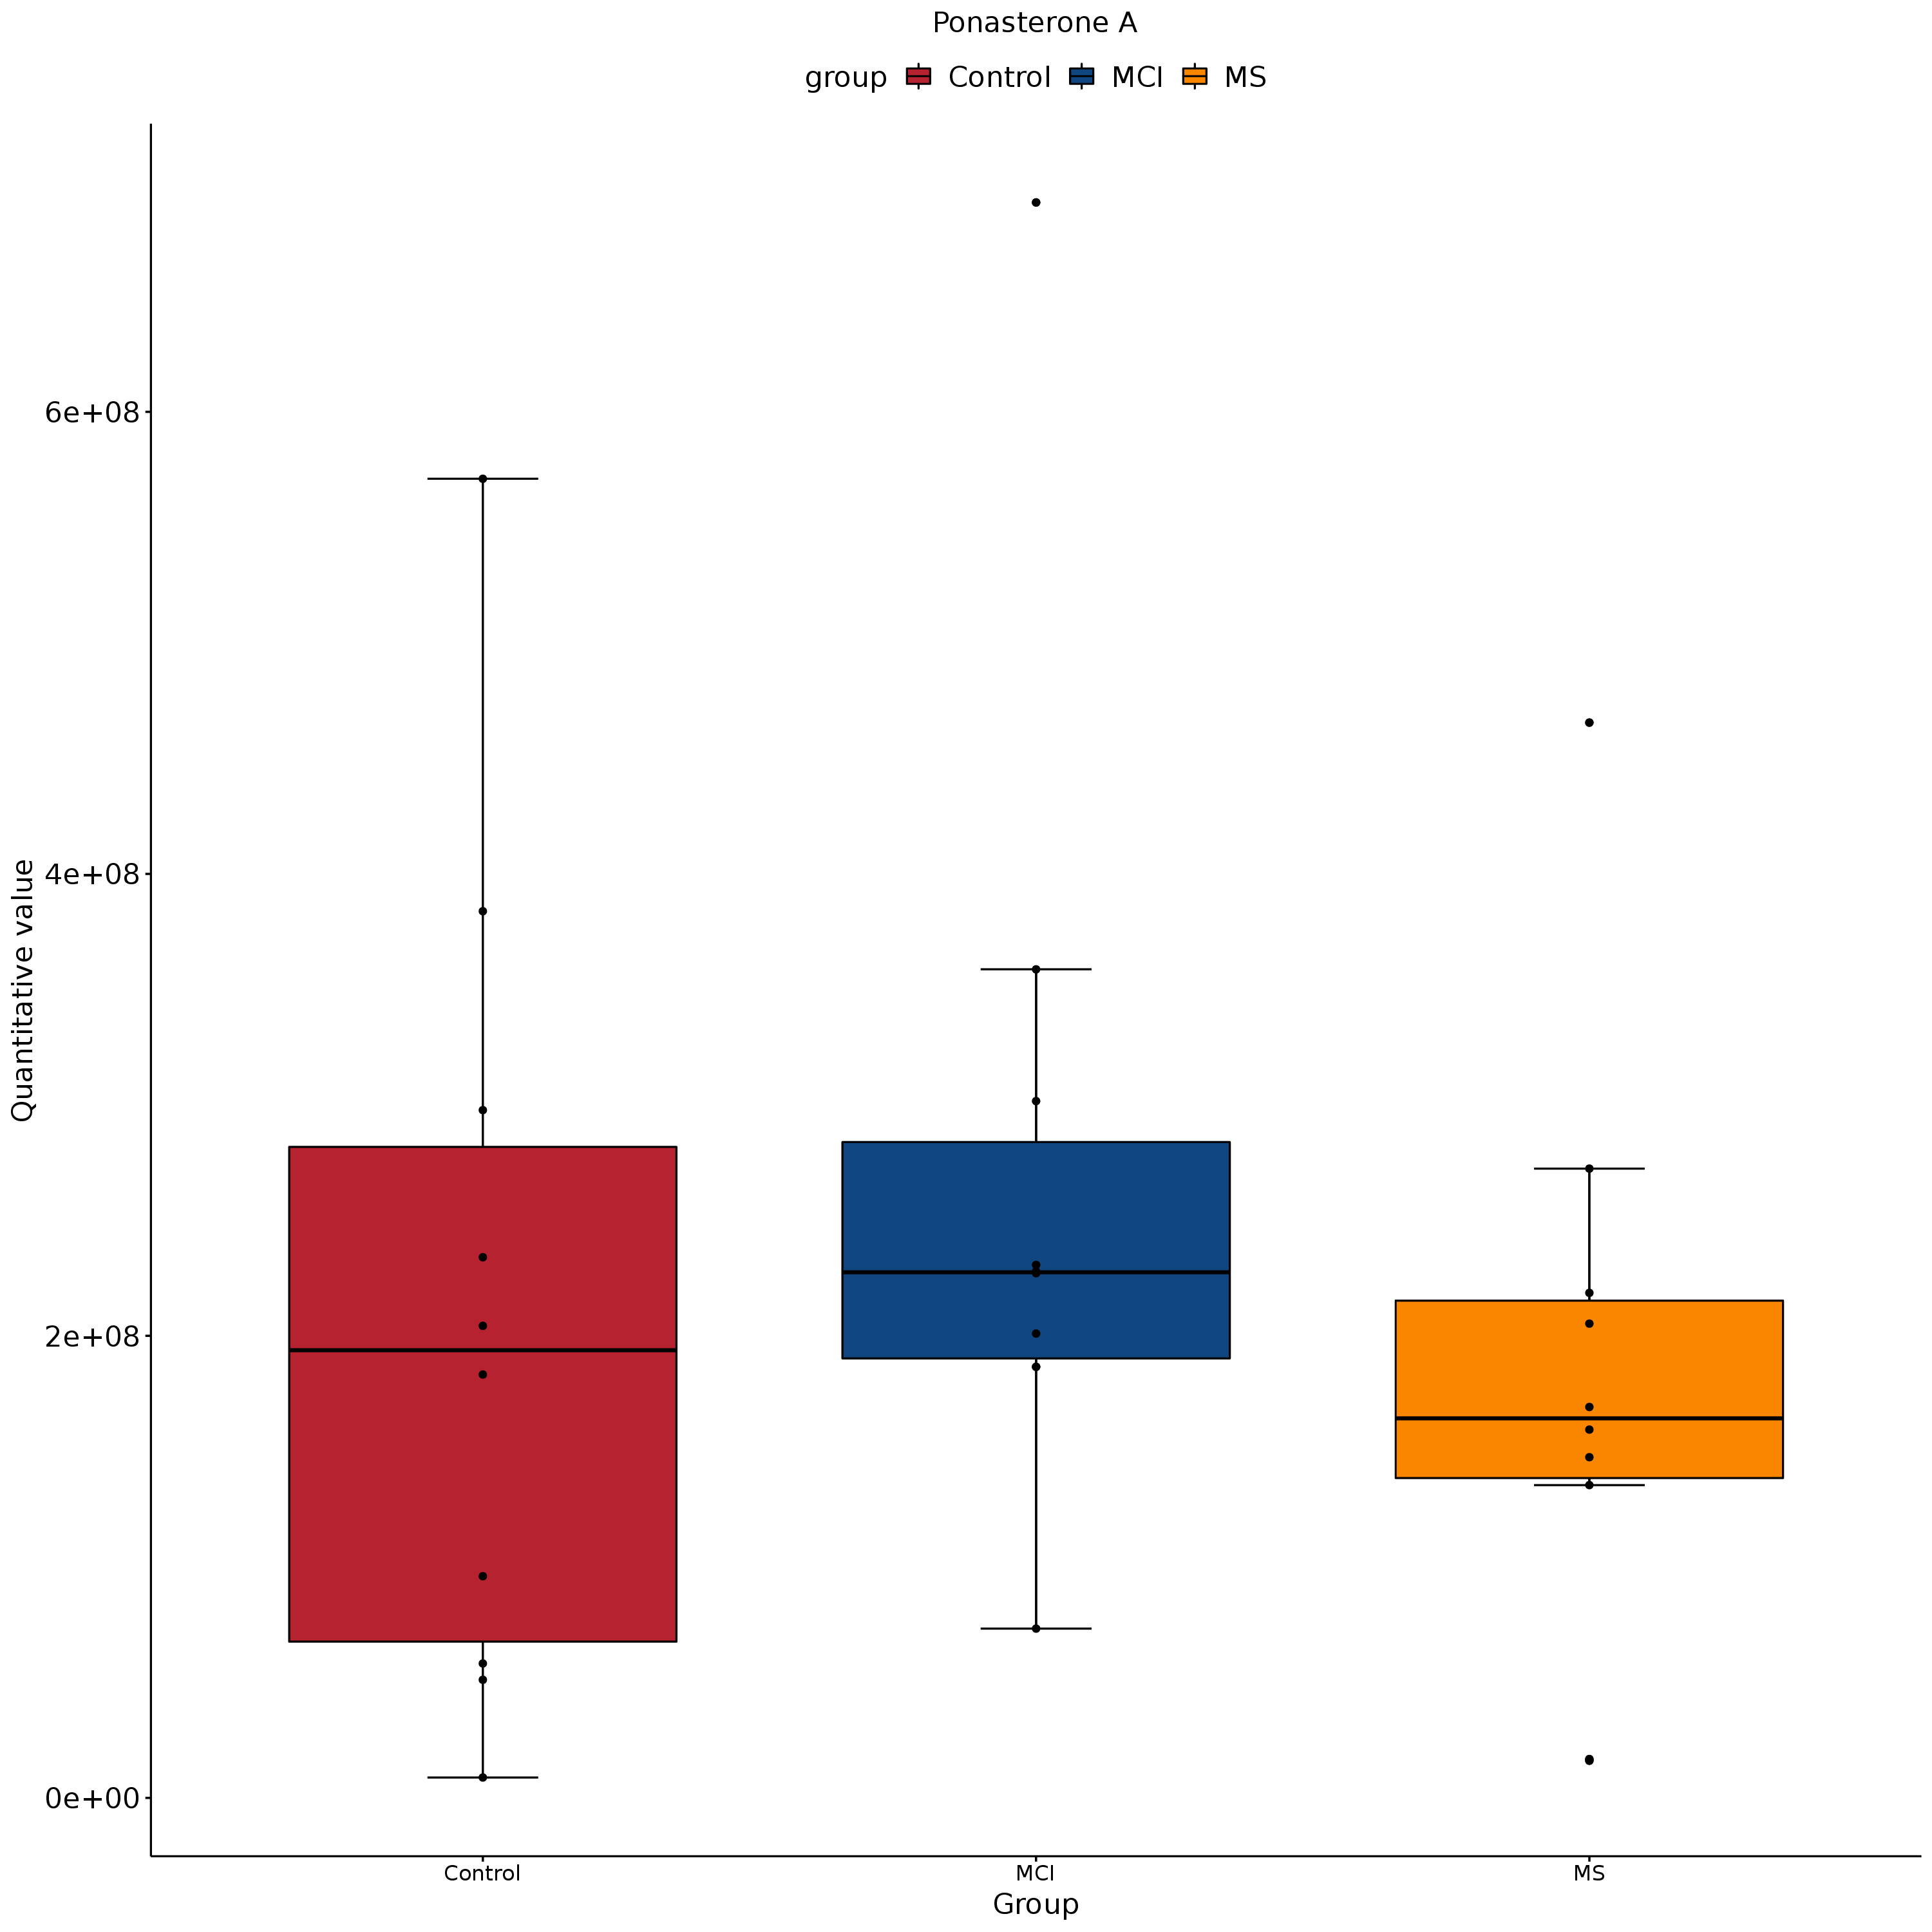 Ponasterone A
group Control MCI MS
Quantitative value
6e+08
4e+08
2e+08
0e+00
Control MCI MS
Group